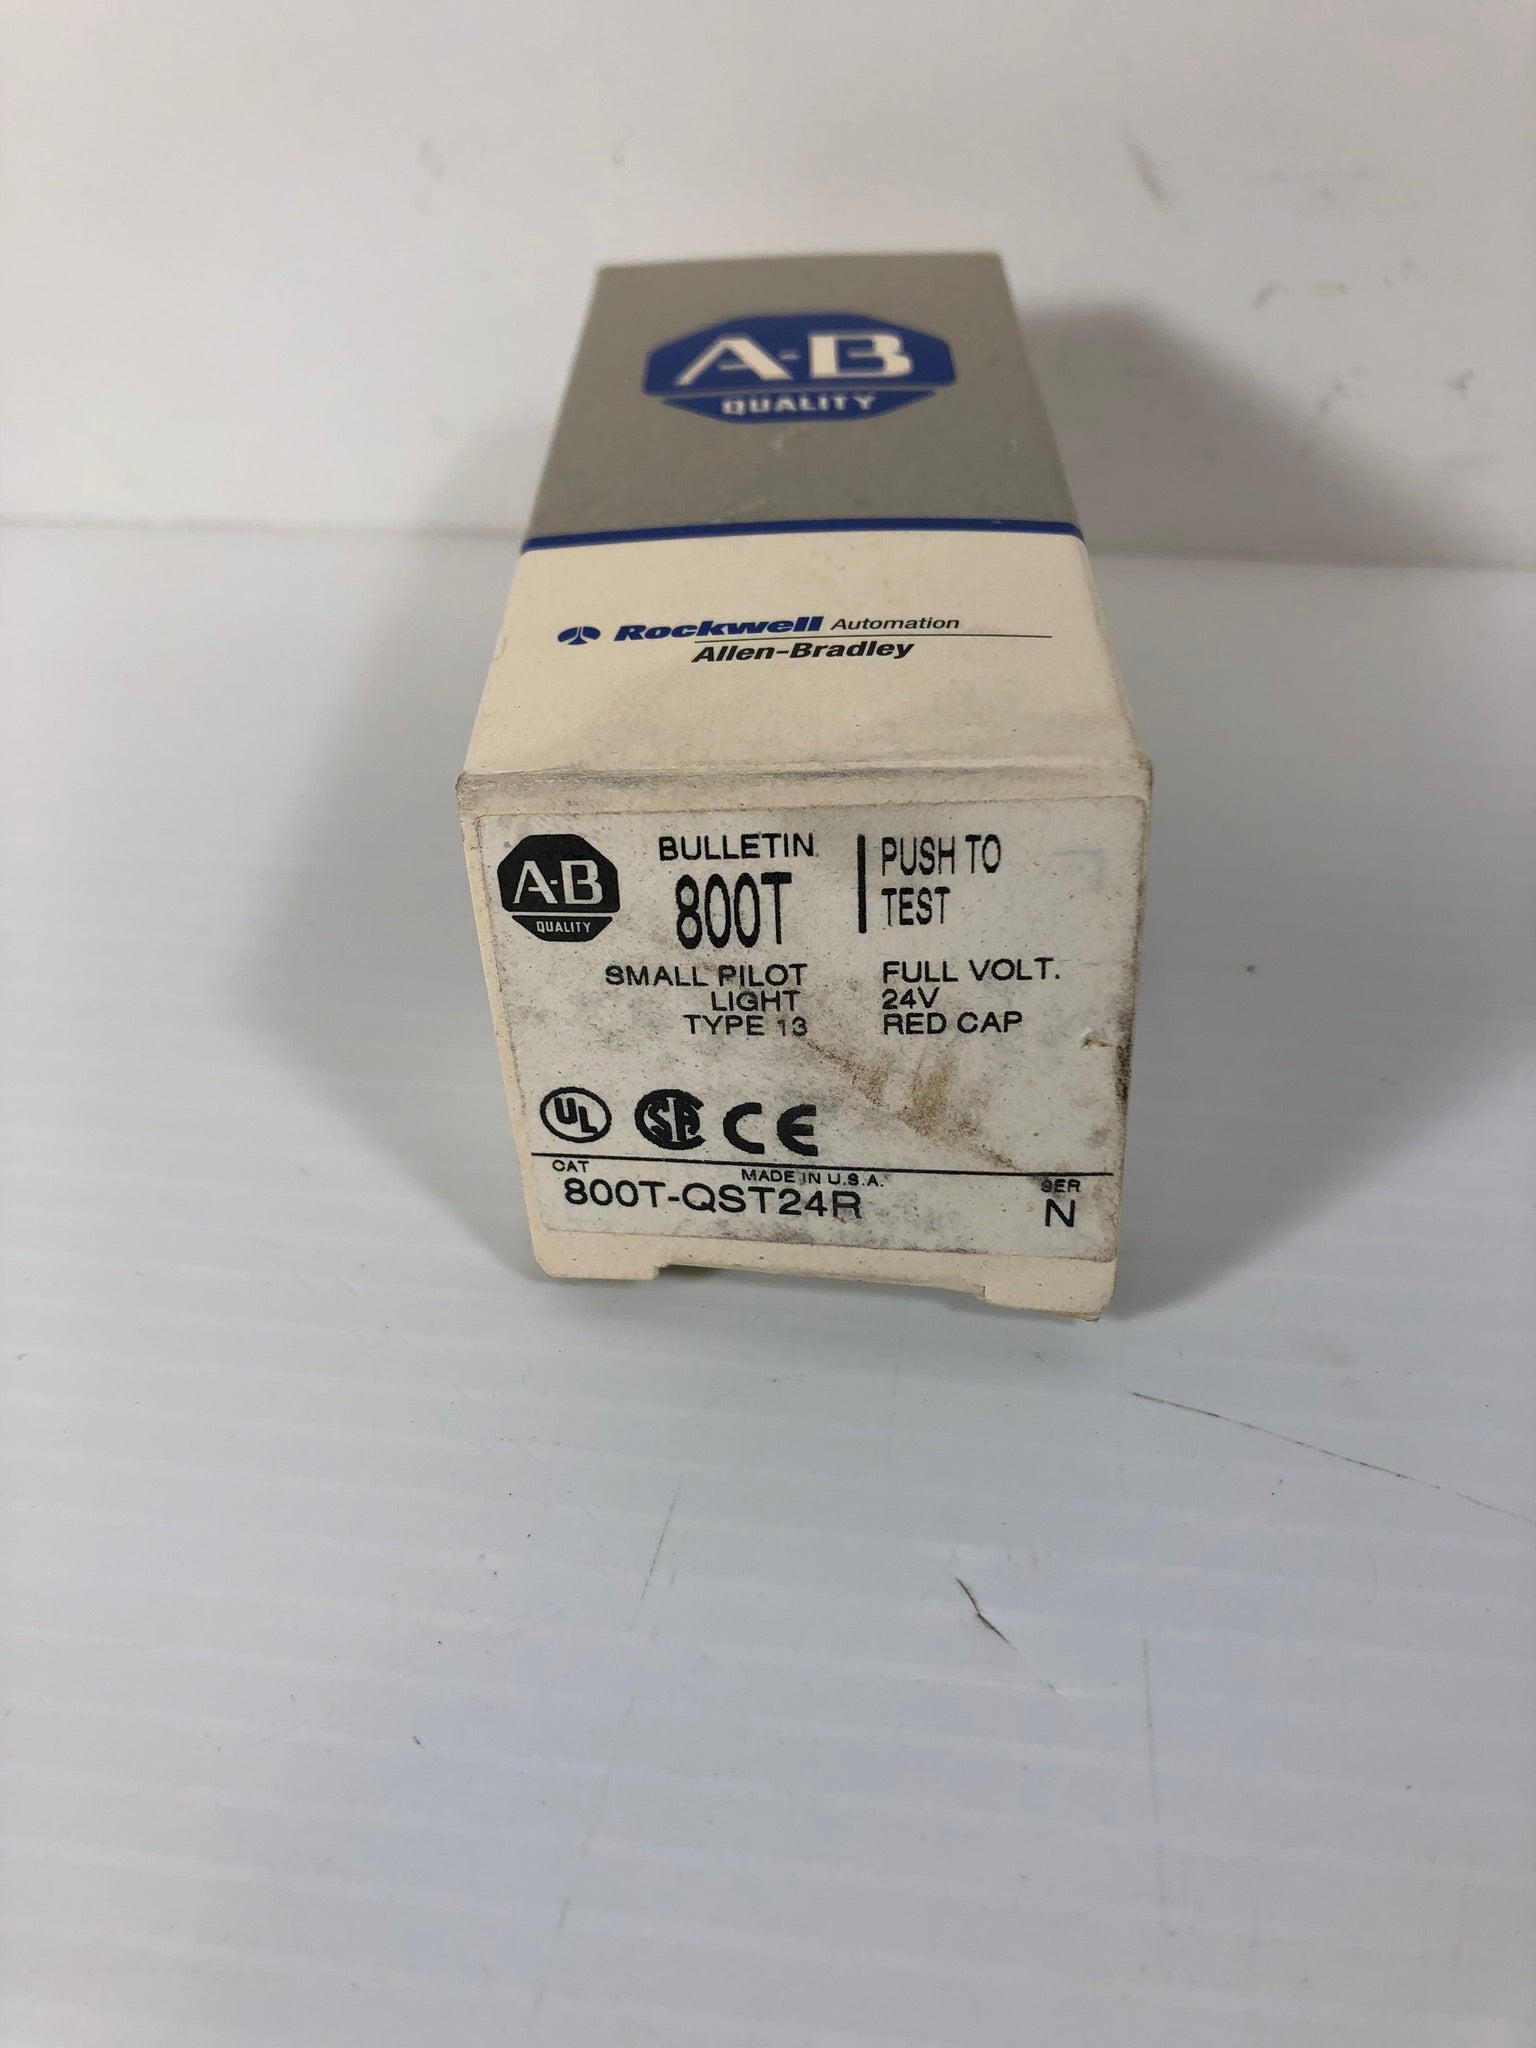 A-B
QUALITY
Rockwell Automation
Allen-Bradley
A-B
QUALITY
BULLETIN
800T
PUSH TO
TEST
SMALL PILOT
LIGHT
TYPE 13
FULL VOLT.
24V
RED CAP
UL SA CE
CAT
MADE IN U.S.A.
SER
800T-QST24R
N